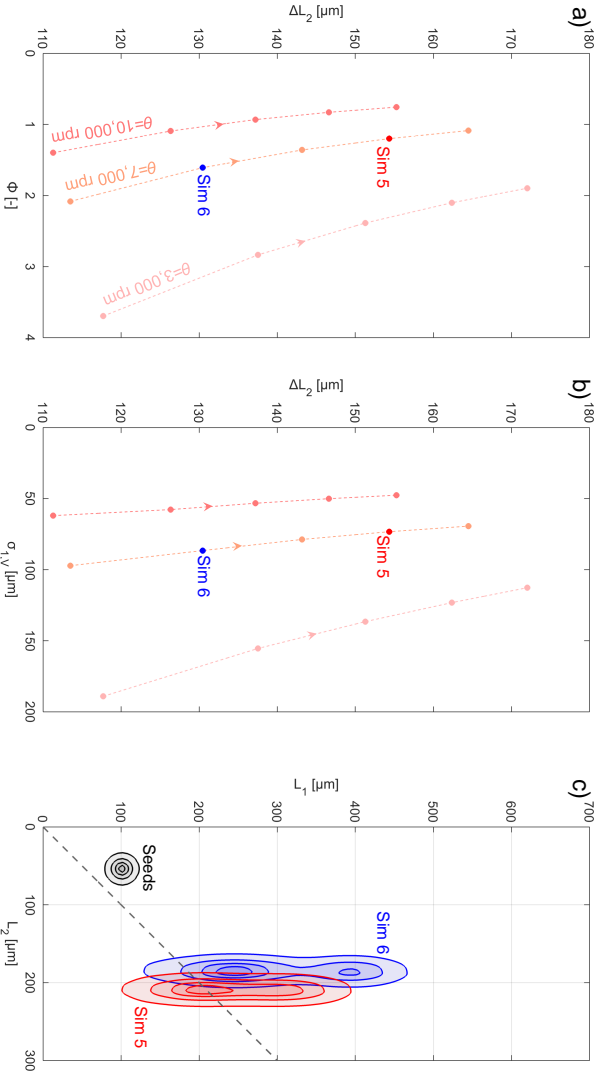 a)
ΔL2 [µm]
180
170
160
150
140
130
120
110
0
1
2
3
4
Φ [-]
θ=10,000 rpm
θ=7,000 rpm
θ=3,000 rpm
Sim 5
Sim 6
b)
ΔL2 [µm]
180
170
160
150
140
130
120
110
0
50
100
150
200
σ1,V [µm]
Sim 5
Sim 6
c)
L1 [µm]
700
600
500
400
300
200
100
0
0
100
200
300
L2 [µm]
Seeds
Sim 6
Sim 5